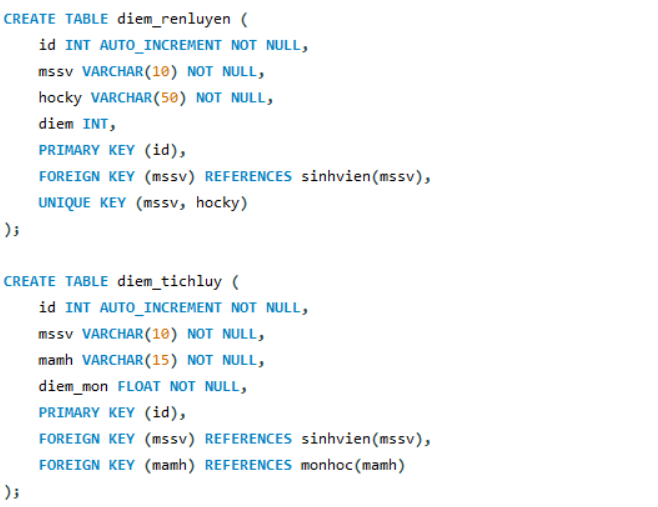 CREATE TABLE diem_renluyen (
    id INT AUTO_INCREMENT NOT NULL,
    mssv VARCHAR(10) NOT NULL,
    hocky VARCHAR(50) NOT NULL,
    diem INT,
    PRIMARY KEY (id),
    FOREIGN KEY (mssv) REFERENCES sinhvien(mssv),
    UNIQUE KEY (mssv, hocky)
);

CREATE TABLE diem_tichluy (
    id INT AUTO_INCREMENT NOT NULL,
    mssv VARCHAR(10) NOT NULL,
    mamh VARCHAR(15) NOT NULL,
    diem_mon FLOAT NOT NULL,
    PRIMARY KEY (id),
    FOREIGN KEY (mssv) REFERENCES sinhvien(mssv),
    FOREIGN KEY (mamh) REFERENCES monhoc(mamh)
);